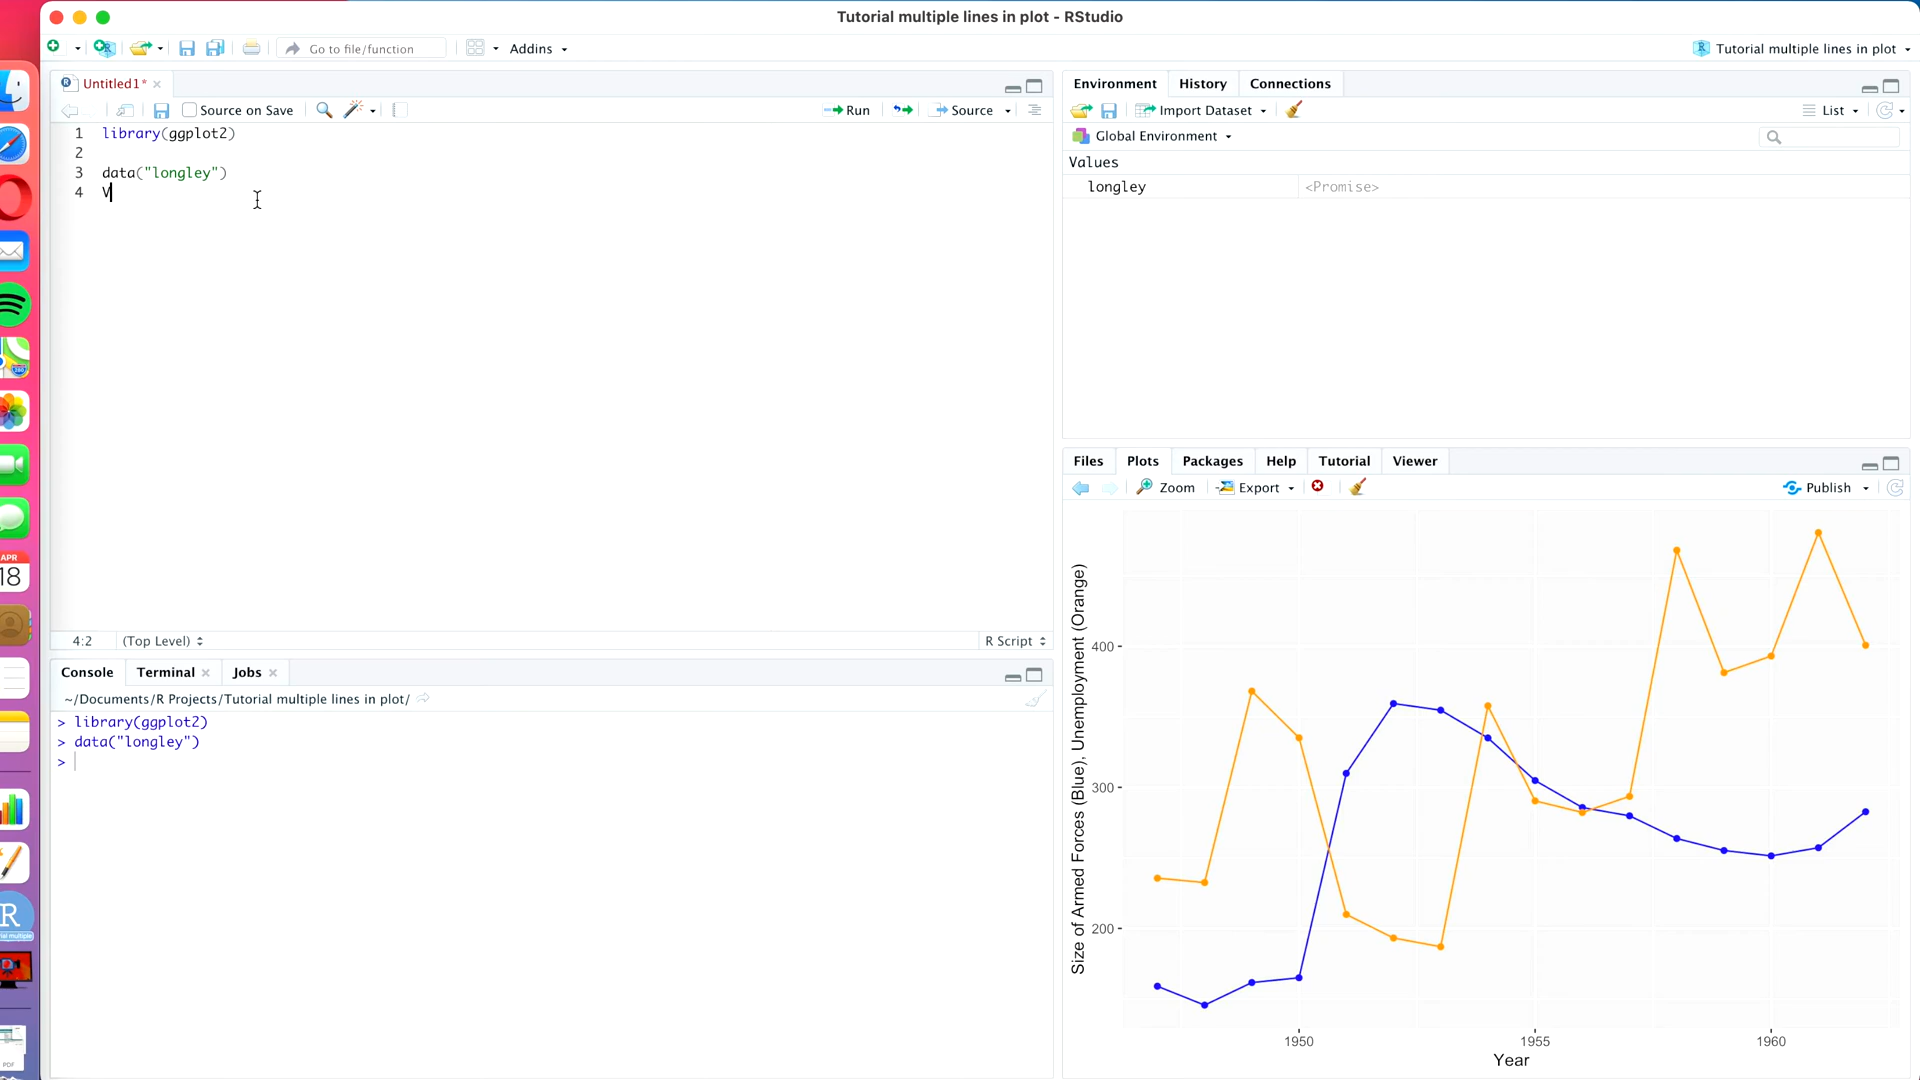 Tutorial multiple lines in plot - RStudio
Go to file/function
Addins
Tutorial multiple lines in plot
Untitled1*
Source on Save
Run
Source
1 library(ggplot2)
2
3 data("longley")
4 V
4:2 (Top Level) R Script
Console Terminal Jobs
~/Documents/R Projects/Tutorial multiple lines in plot/
> library(ggplot2)
> data("longley")
>
Environment History Connections
Import Dataset
List
Global Environment
Values
longley <Promise>
Files Plots Packages Help Tutorial Viewer
Zoom Export Publish
Size of Armed Forces (Blue), Unemployment (Orange)
400
300
200
1950 1955 1960
Year
APR
18
R
PDF